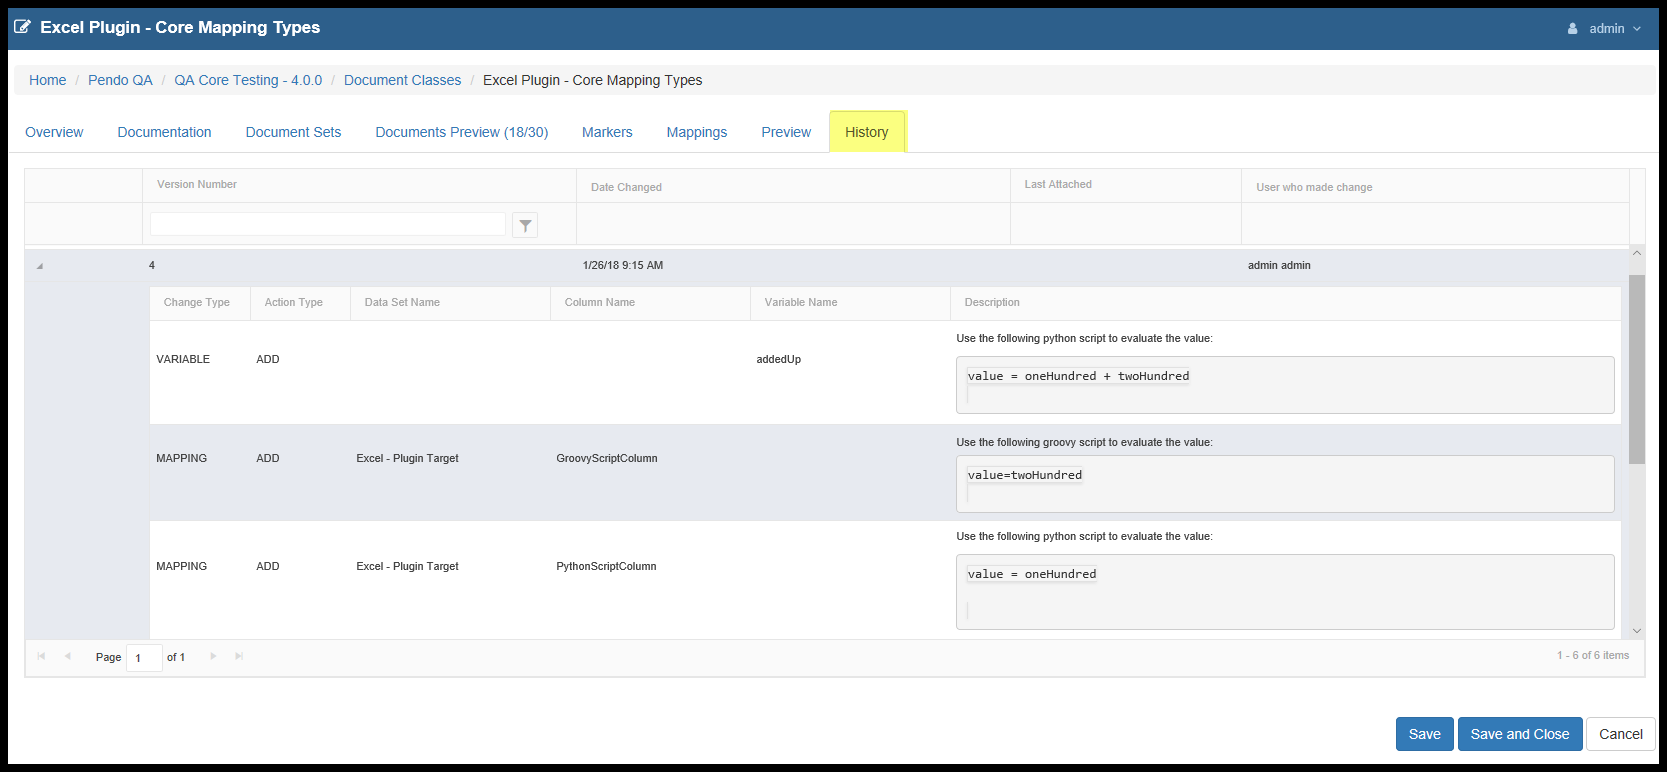 Excel Plugin - Core Mapping Types
admin
Home / Pendo QA / QA Core Testing - 4.0.0 / Document Classes / Excel Plugin - Core Mapping Types
Overview Documentation Document Sets Documents Preview (18/30) Markers Mappings Preview History
Version Number Date Changed Last Attached User who made change
4 1/26/18 9:15 AM admin admin
Change Type Action Type Data Set Name Column Name Variable Name Description
Use the following python script to evaluate the value:
VARIABLE ADD addedUp
value = oneHundred + twoHundred
Use the following groovy script to evaluate the value:
MAPPING ADD Excel - Plugin Target GroovyScriptColumn
value=twoHundred
Use the following python script to evaluate the value:
MAPPING ADD Excel - Plugin Target PythonScriptColumn
value = oneHundred
Page 1 of 1 1 - 6 of 6 items
Save Save and Close Cancel